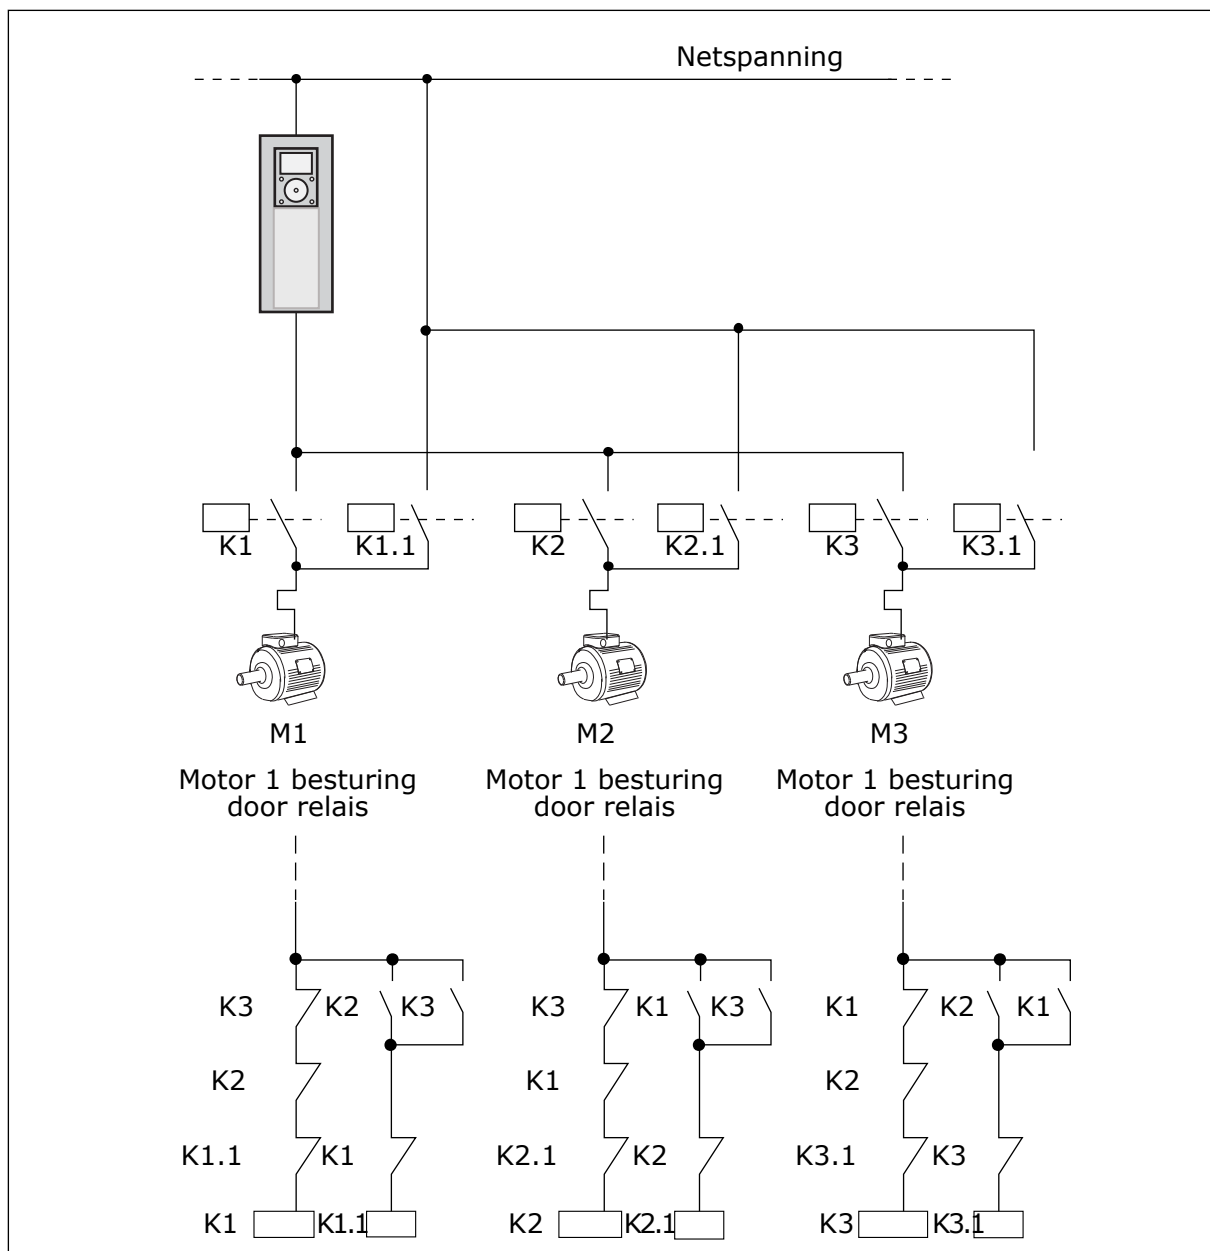 Netspanning
K1 K1.1 K2 K2.1 K3 K3.1
M1 M2 M3
Motor 1 besturing Motor 1 besturing Motor 1 besturing
door relais door relais door relais
K3 K2 K3 K3 K1 K3 K1 K2 K1
K2 K1 K2
K1.1 K1 K2.1 K2 K3.1 K3
K1 K1.1 K2 K2.1 K3 K3.1